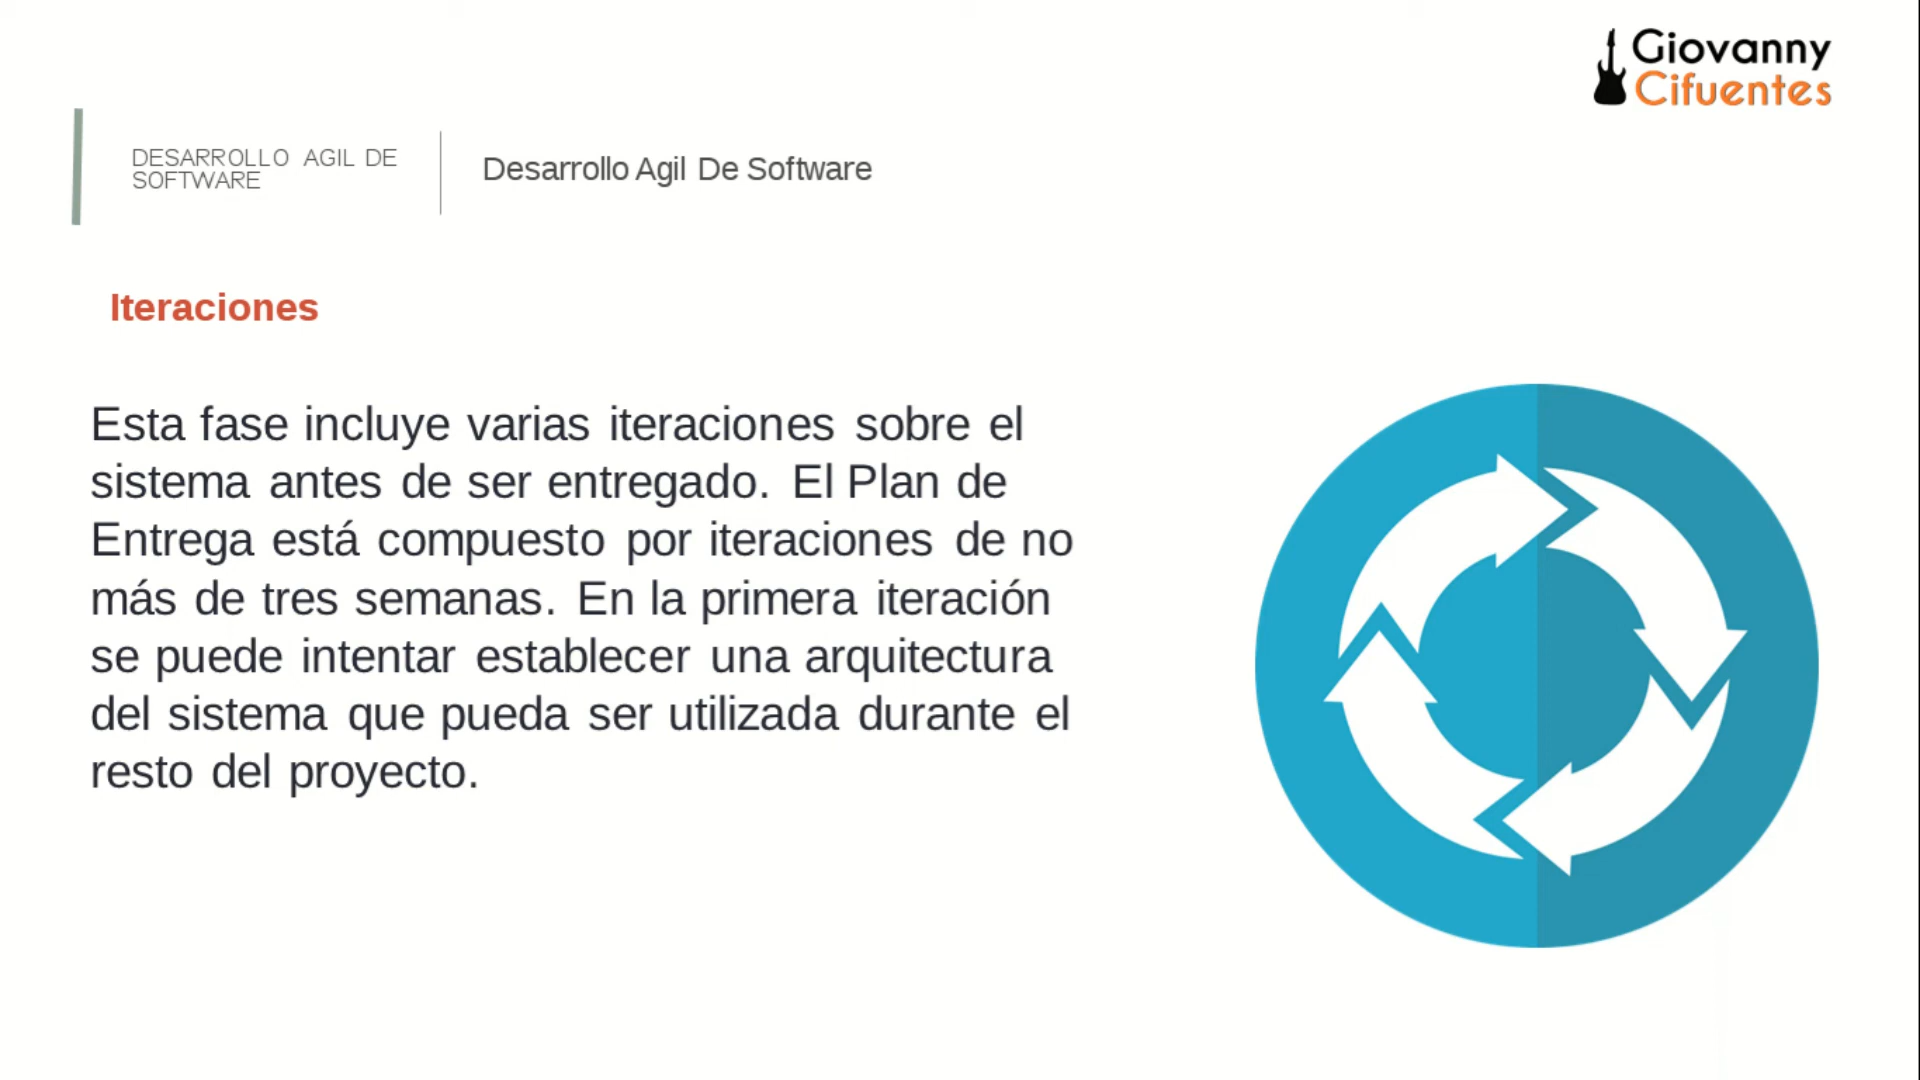 Giovanny
Cifuentes
DESARROLLO AGIL DE
SOFTWARE
Desarrollo Agil De Software
Iteraciones
Esta fase incluye varias iteraciones sobre el
sistema antes de ser entregado. El Plan de
Entrega está compuesto por iteraciones de no
más de tres semanas. En la primera iteración
se puede intentar establecer una arquitectura
del sistema que pueda ser utilizada durante el
resto del proyecto.